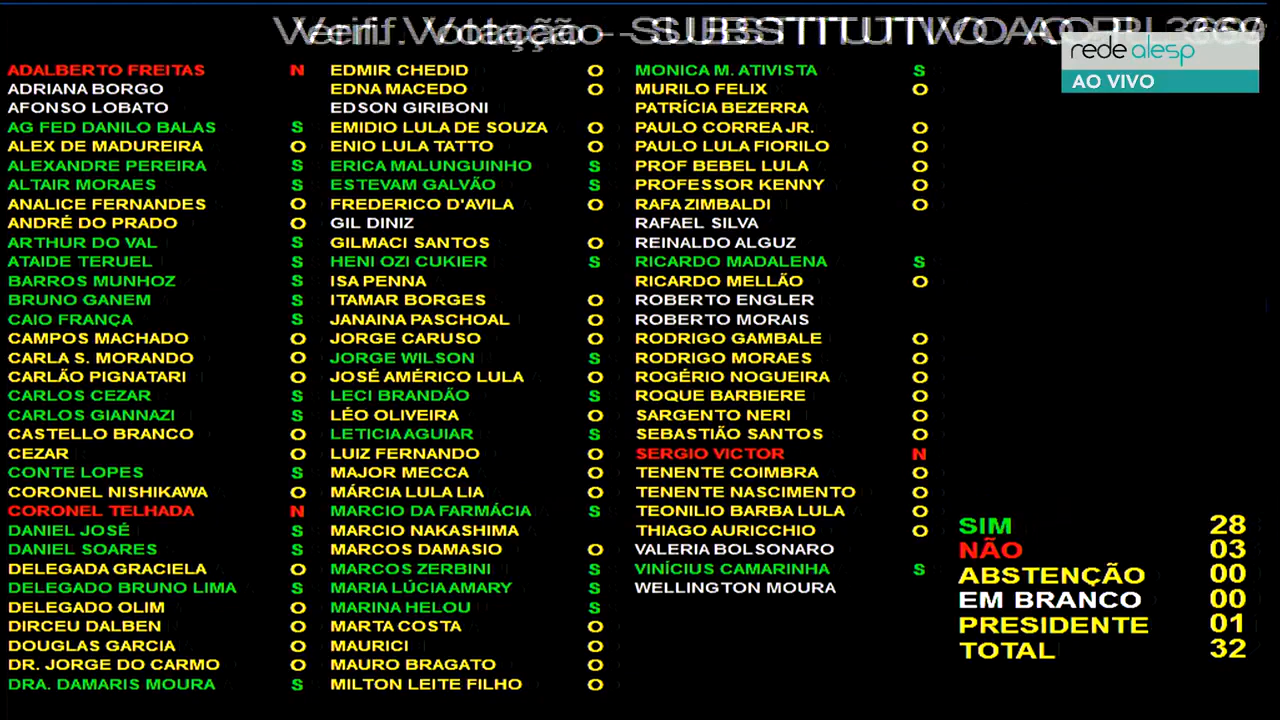 Verif. Votação - SUBSTITUTIVO AO PL
rede alesp
AO VIVO
ADALBERTO FREITAS N
ADRIANA BORGO
AFONSO LOBATO
AG FED DANILO BALAS S
ALEX DE MADUREIRA O
ALEXANDRE PEREIRA S
ALTAIR MORAES S
ANALICE FERNANDES O
ANDRÉ DO PRADO O
ARTHUR DO VAL S
ATAIDE TERUEL S
BARROS MUNHOZ S
BRUNO GANEM S
CAIO FRANÇA S
CAMPOS MACHADO O
CARLA S. MORANDO O
CARLÃO PIGNATARI O
CARLOS CEZAR S
CARLOS GIANNAZI S
CASTELLO BRANCO O
CEZAR O
CONTE LOPES S
CORONEL NISHIKAWA O
CORONEL TELHADA N
DANIEL JOSÉ S
DANIEL SOARES S
DELEGADA GRACIELA O
DELEGADO BRUNO LIMA S
DELEGADO OLIM O
DIRCEU DALBEN O
DOUGLAS GARCIA O
DR. JORGE DO CARMO O
DRA. DAMARIS MOURA S
EDMIR CHEDID O
EDNA MACEDO O
EDSON GIRIBONI
EMIDIO LULA DE SOUZA O
ENIO LULA TATTO O
ERICA MALUNGUINHO S
ESTEVAM GALVÃO S
FREDERICO D'AVILA O
GIL DINIZ
GILMACI SANTOS O
HENI OZI CUKIER S
ISA PENNA
ITAMAR BORGES O
JANAINA PASCHOAL O
JORGE CARUSO O
JORGE WILSON S
JOSÉ AMÉRICO LULA O
LECI BRANDÃO S
LÉO OLIVEIRA O
LETICIA AGUIAR S
LUIZ FERNANDO O
MAJOR MECCA O
MÁRCIA LULA LIA O
MARCIO DA FARMÁCIA S
MARCIO NAKASHIMA
MARCOS DAMASIO O
MARCOS ZERBINI S
MARIA LÚCIA AMARY S
MARINA HELOU S
MARTA COSTA O
MAURICI O
MAURO BRAGATO O
MILTON LEITE FILHO O
MONICA M. ATIVISTA S
MURILO FELIX O
PATRÍCIA BEZERRA
PAULO CORREA JR. O
PAULO LULA FIORILO O
PROF BEBEL LULA O
PROFESSOR KENNY O
RAFA ZIMBALDI O
RAFAEL SILVA
REINALDO ALGUZ
RICARDO MADALENA S
RICARDO MELLÃO O
ROBERTO ENGLER
ROBERTO MORAIS
RODRIGO GAMBALE O
RODRIGO MORAES O
ROGÉRIO NOGUEIRA O
ROQUE BARBIERE O
SARGENTO NERI O
SEBASTIÃO SANTOS O
SERGIO VICTOR N
TENENTE COIMBRA O
TENENTE NASCIMENTO O
TEONILIO BARBA LULA O
THIAGO AURICCHIO O
VALERIA BOLSONARO
VINÍCIUS CAMARINHA S
WELLINGTON MOURA
SIM 28
NÃO 03
ABSTENÇÃO 00
EM BRANCO 00
PRESIDENTE 01
TOTAL 32